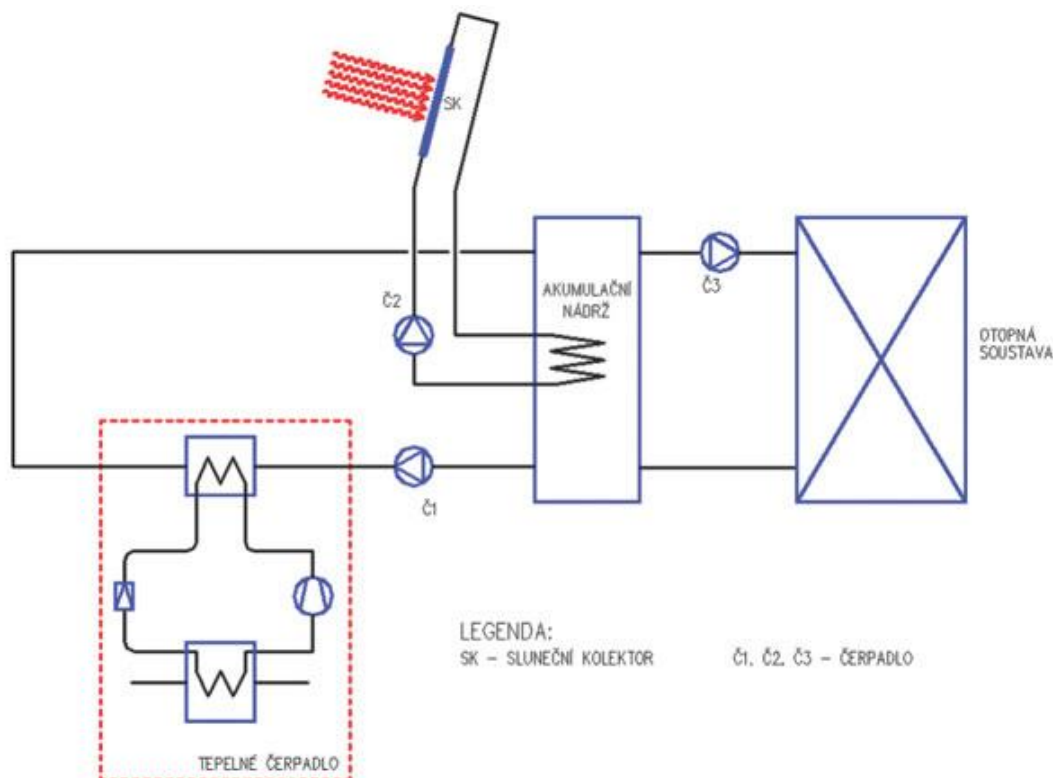 SK
Č2
AKUMULAČNÍ
NÁDRŽ
Č3
OTOPNÁ
SOUSTAVA
Č1
LEGENDA:
SK – SLUNEČNÍ KOLEKTOR
Č1, Č2, Č3 – ČERPADLO
TEPELNÉ ČERPADLO